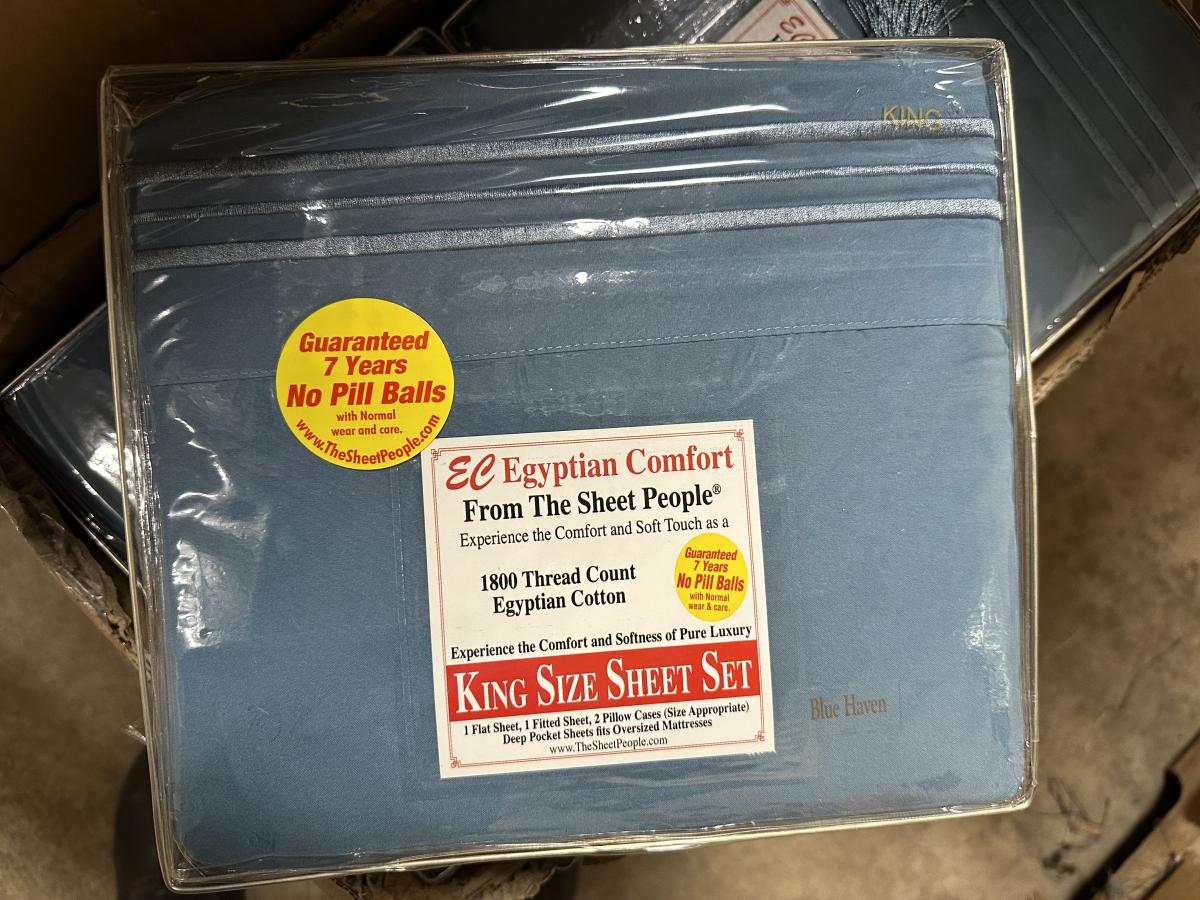 KING
Guaranteed
7 Years
No Pill Balls
with Normal
wear and care.
www.TheSheetPeople.com
EC Egyptian Comfort
From The Sheet People®
Experience the Comfort and Soft Touch as a
1800 Thread Count
Egyptian Cotton
Guaranteed
7 Years
No Pill Balls
with Normal
wear & care.
Experience the Comfort and Softness of Pure Luxury
KING SIZE SHEET SET
1 Flat Sheet, 1 Fitted Sheet, 2 Pillow Cases (Size Appropriate)
Deep Pocket Sheets fits Oversized Mattresses
www.TheSheetPeople.com
Blue Haven